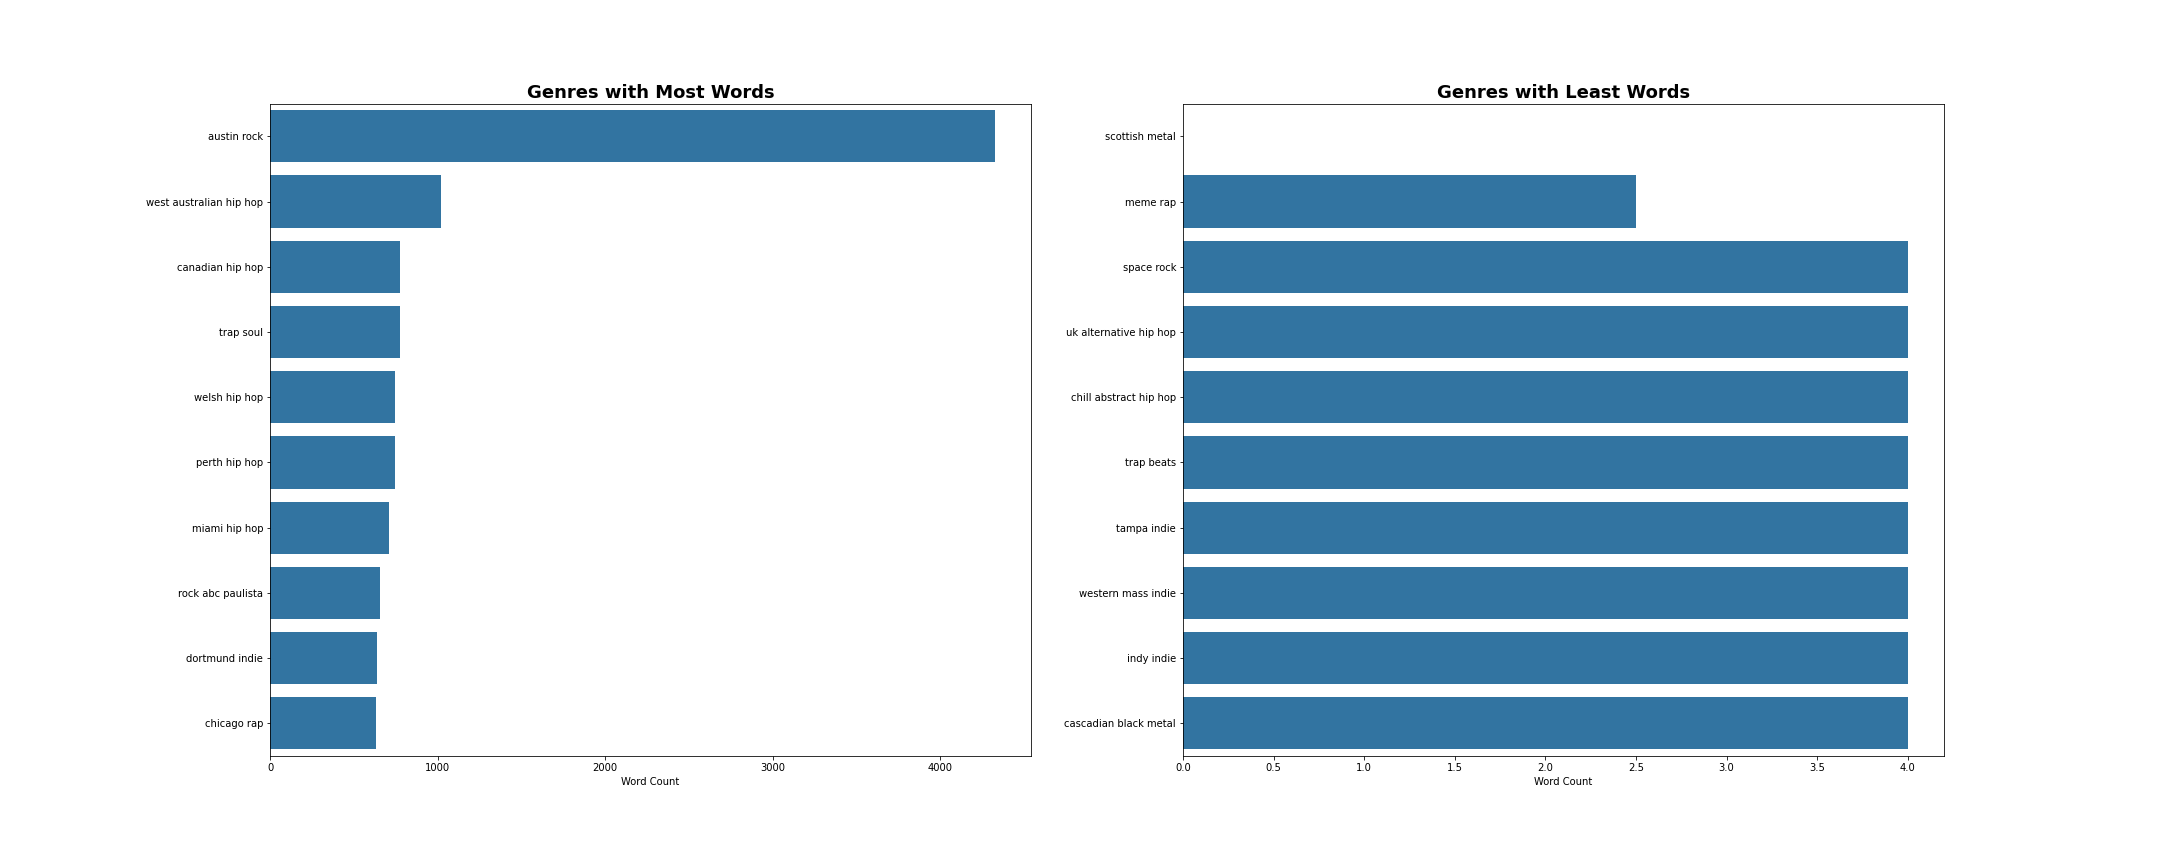 Genres with Most Words
austin rock
west australian hip hop
canadian hip hop
trap soul
welsh hip hop
perth hip hop
miami hip hop
rock abc paulista
dortmund indie
chicago rap
0 1000 2000 3000 4000
Word Count
Genres with Least Words
scottish metal
meme rap
space rock
uk alternative hip hop
chill abstract hip hop
trap beats
tampa indie
western mass indie
indy indie
cascadian black metal
0.0 0.5 1.0 1.5 2.0 2.5 3.0 3.5 4.0
Word Count